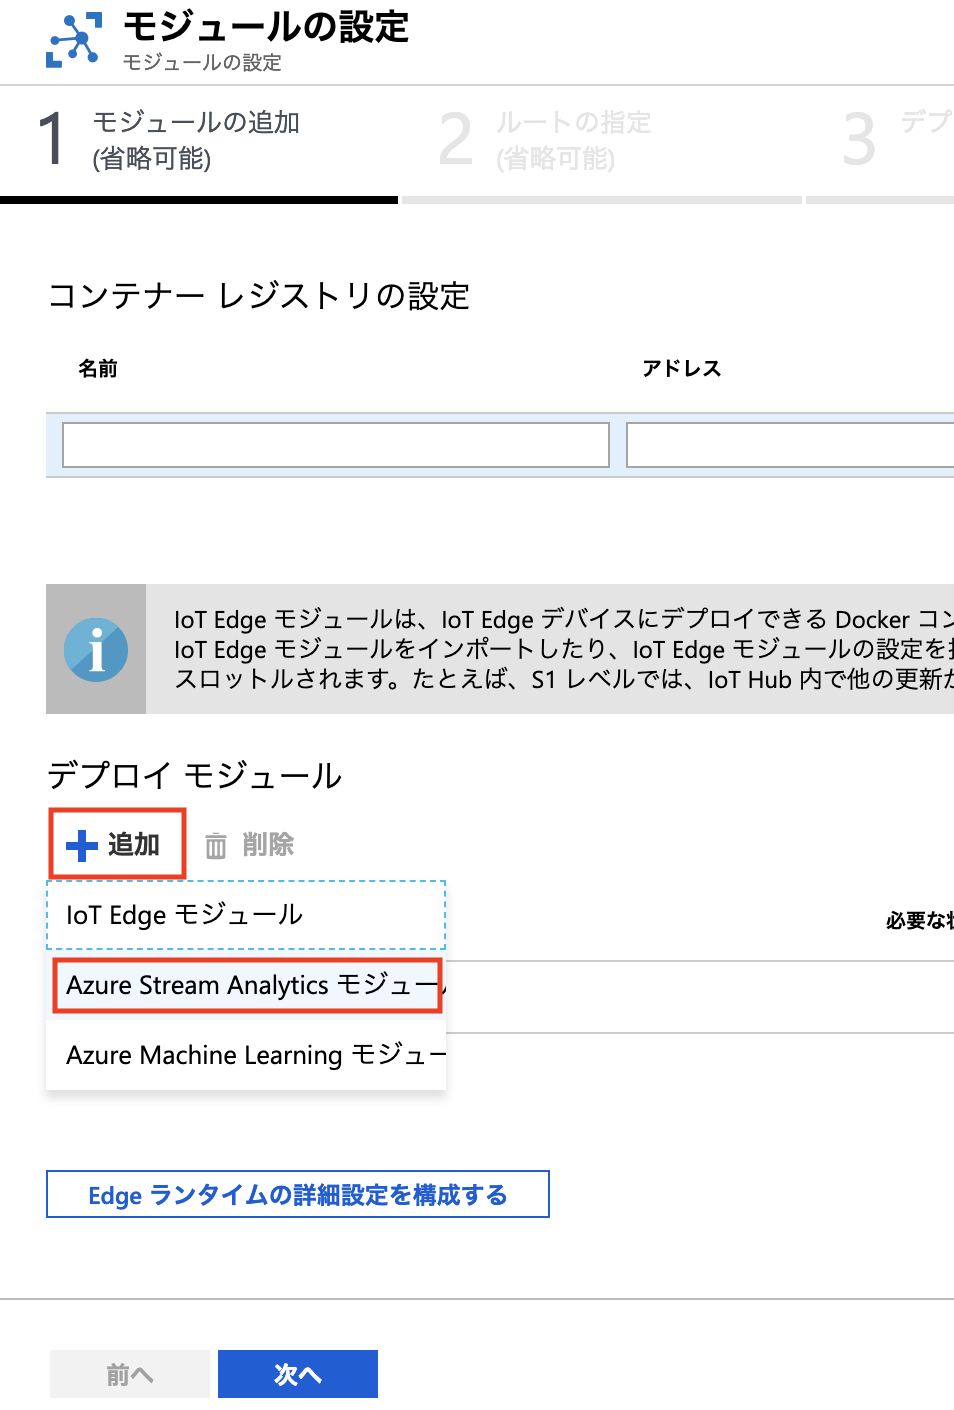 モジュールの設定
モジュールの設定
1 モジュールの追加
(省略可能)
2 ルートの指定
(省略可能)
3 デプ
コンテナー レジストリの設定
名前 アドレス
IoT Edge モジュールは、IoT Edge デバイスにデプロイできる Docker コン
IoT Edge モジュールをインポートしたり、IoT Edge モジュールの設定を
スロットルされます。たとえば、S1 レベルでは、IoT Hub 内で他の更新が
デプロイ モジュール
追加 削除
IoT Edge モジュール
必要な状
Azure Stream Analytics モジュー
Azure Machine Learning モジュー
Edge ランタイムの詳細設定を構成する
前へ 次へ